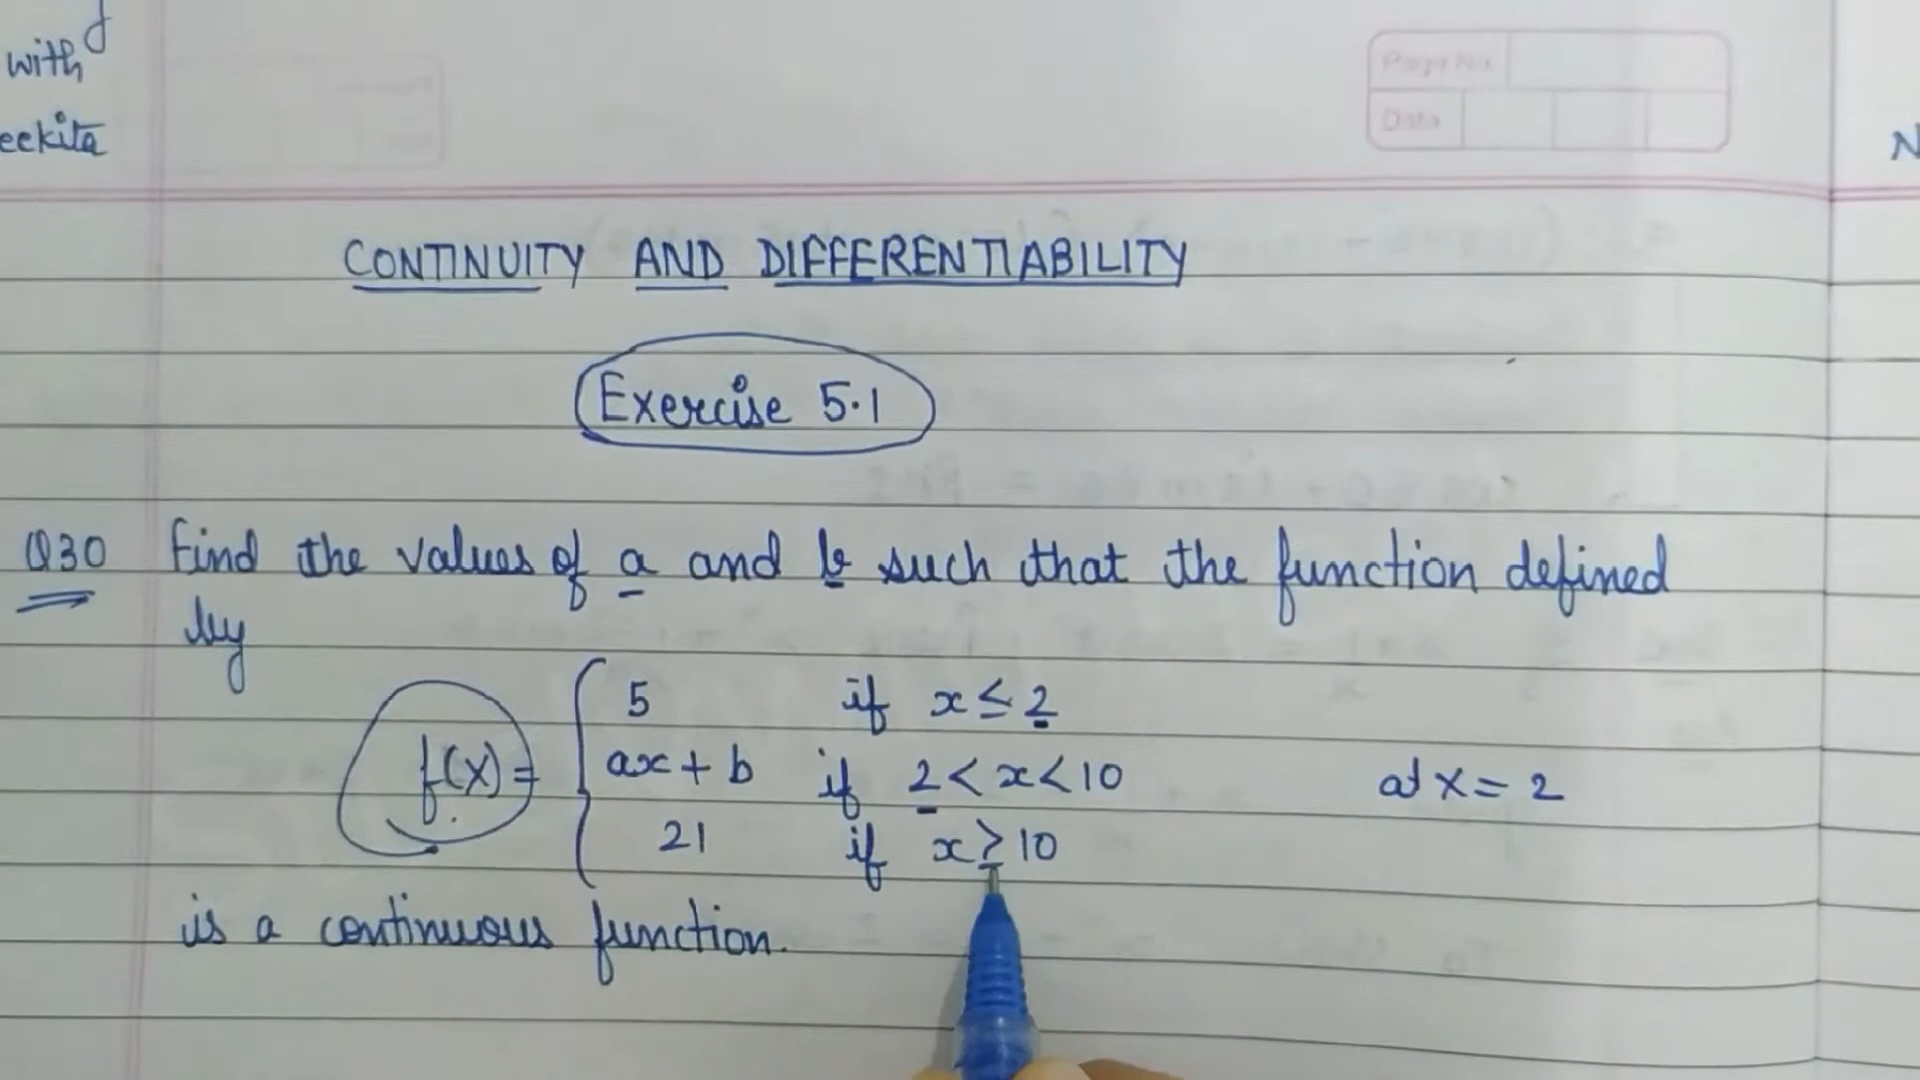 with
eekita
Page No.
Date
N
CONTINUITY AND DIFFERENTIABILITY
Exercise 5.1
Q30 Find the values of a and b such that the function defined
by
f(x) = { 5 if x ≤ 2
ax + b if 2 < x < 10 at x = 2
21 if x ≥ 10
is a continuous function.